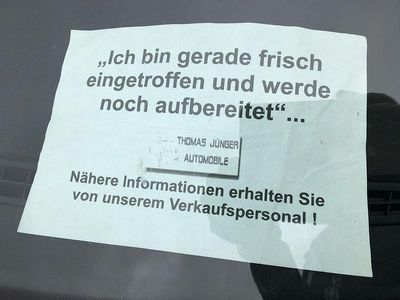 „Ich bin gerade frisch
eingetroffen und werde
noch aufbereitet“...
THOMAS JÜNGER
AUTOMOBILE
Nähere Informationen erhalten Sie
von unserem Verkaufspersonal !